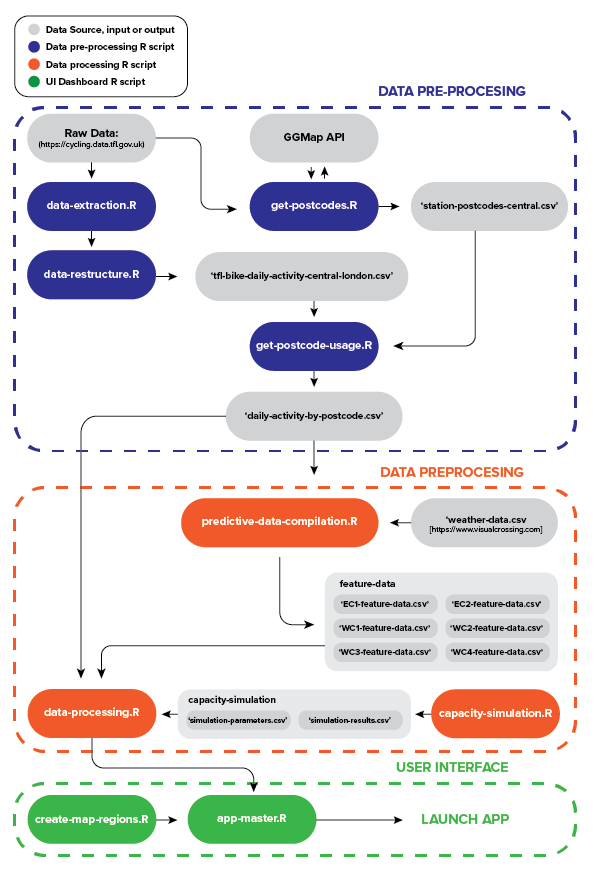 Data Source, input or output
Data pre-processing R script
Data processing R script
UI Dashboard R script
DATA PRE-PROCESING
Raw Data:
(https://cycling.data.tfl.gov.uk)
GGMap API
data-extraction.R
get-postcodes.R
‘station-postcodes-central.csv’
data-restructure.R
‘tfl-bike-daily-activity-central-london.csv’
get-postcode-usage.R
‘daily-activity-by-postcode.csv’
DATA PREPROCESING
predictive-data-compilation.R
‘weather-data.csv
[https://www.visualcrossing.com]
feature-data
‘EC1-feature-data.csv’
‘EC2-feature-data.csv’
‘WC1-feature-data.csv’
‘WC2-feature-data.csv’
‘WC3-feature-data.csv’
‘WC4-feature-data.csv’
data-processing.R
capacity-simulation
‘simulation-parameters.csv’
‘simulation-results.csv’
capacity-simulation.R
USER INTERFACE
create-map-regions.R
app-master.R
LAUNCH APP